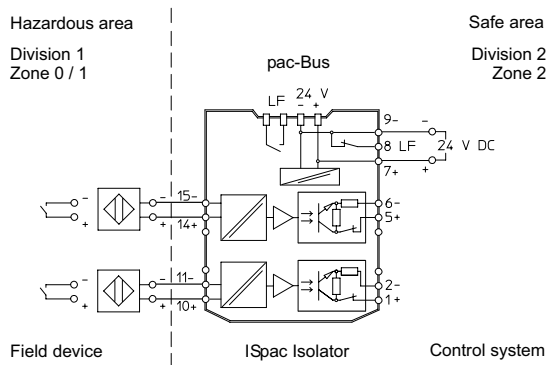 Hazardous area
Safe area
Division 1
Zone 0 / 1
Division 2
Zone 2
pac-Bus
LF 24 V
- +
9-
-
8 LF
24 V DC
7+
+
-
-
15-
6-
+
+
14+
5+
-
-
11-
2-
+
+
10+
1+
Field device
ISpac Isolator
Control system